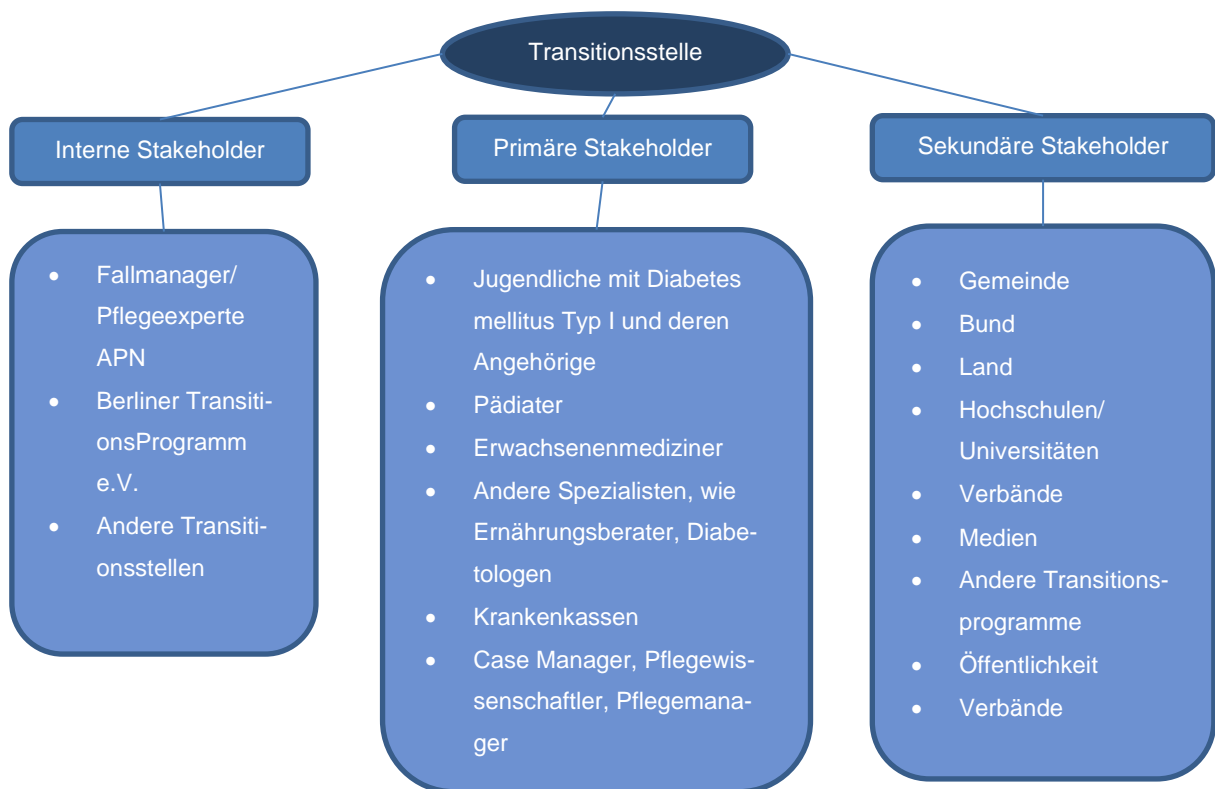 Transitionsstelle
Interne Stakeholder
Primäre Stakeholder
Sekundäre Stakeholder
• Fallmanager/
Pflegeexperte
APN
• Berliner Transiti-
onsProgramm
e.V.
• Andere Transiti-
onsstellen
• Jugendliche mit Diabetes
mellitus Typ I und deren
Angehörige
• Pädiater
• Erwachsenenmediziner
• Andere Spezialisten, wie
Ernährungsberater, Diabe-
tologen
• Krankenkassen
• Case Manager, Pflegewis-
senschaftler, Pflegemana-
ger
• Gemeinde
• Bund
• Land
• Hochschulen/
Universitäten
• Verbände
• Medien
• Andere Transitions-
programme
• Öffentlichkeit
• Verbände